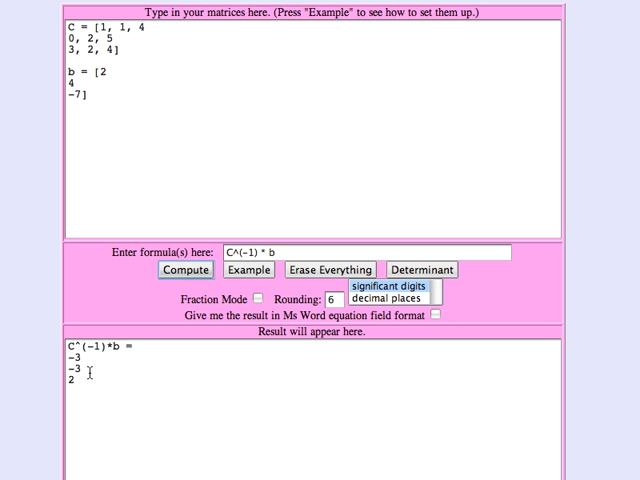 Type in your matrices here. (Press "Example" to see how to set them up.)
C = [1, 1, 4
0, 2, 5
3, 2, 4]
b = [2
4
-7]
Enter formula(s) here: C^(-1) * b
Compute Example Erase Everything Determinant
Fraction Mode Rounding: 6 significant digits
decimal places
Give me the result in Ms Word equation field format
Result will appear here.
C^(-1)*b =
-3
-3
2